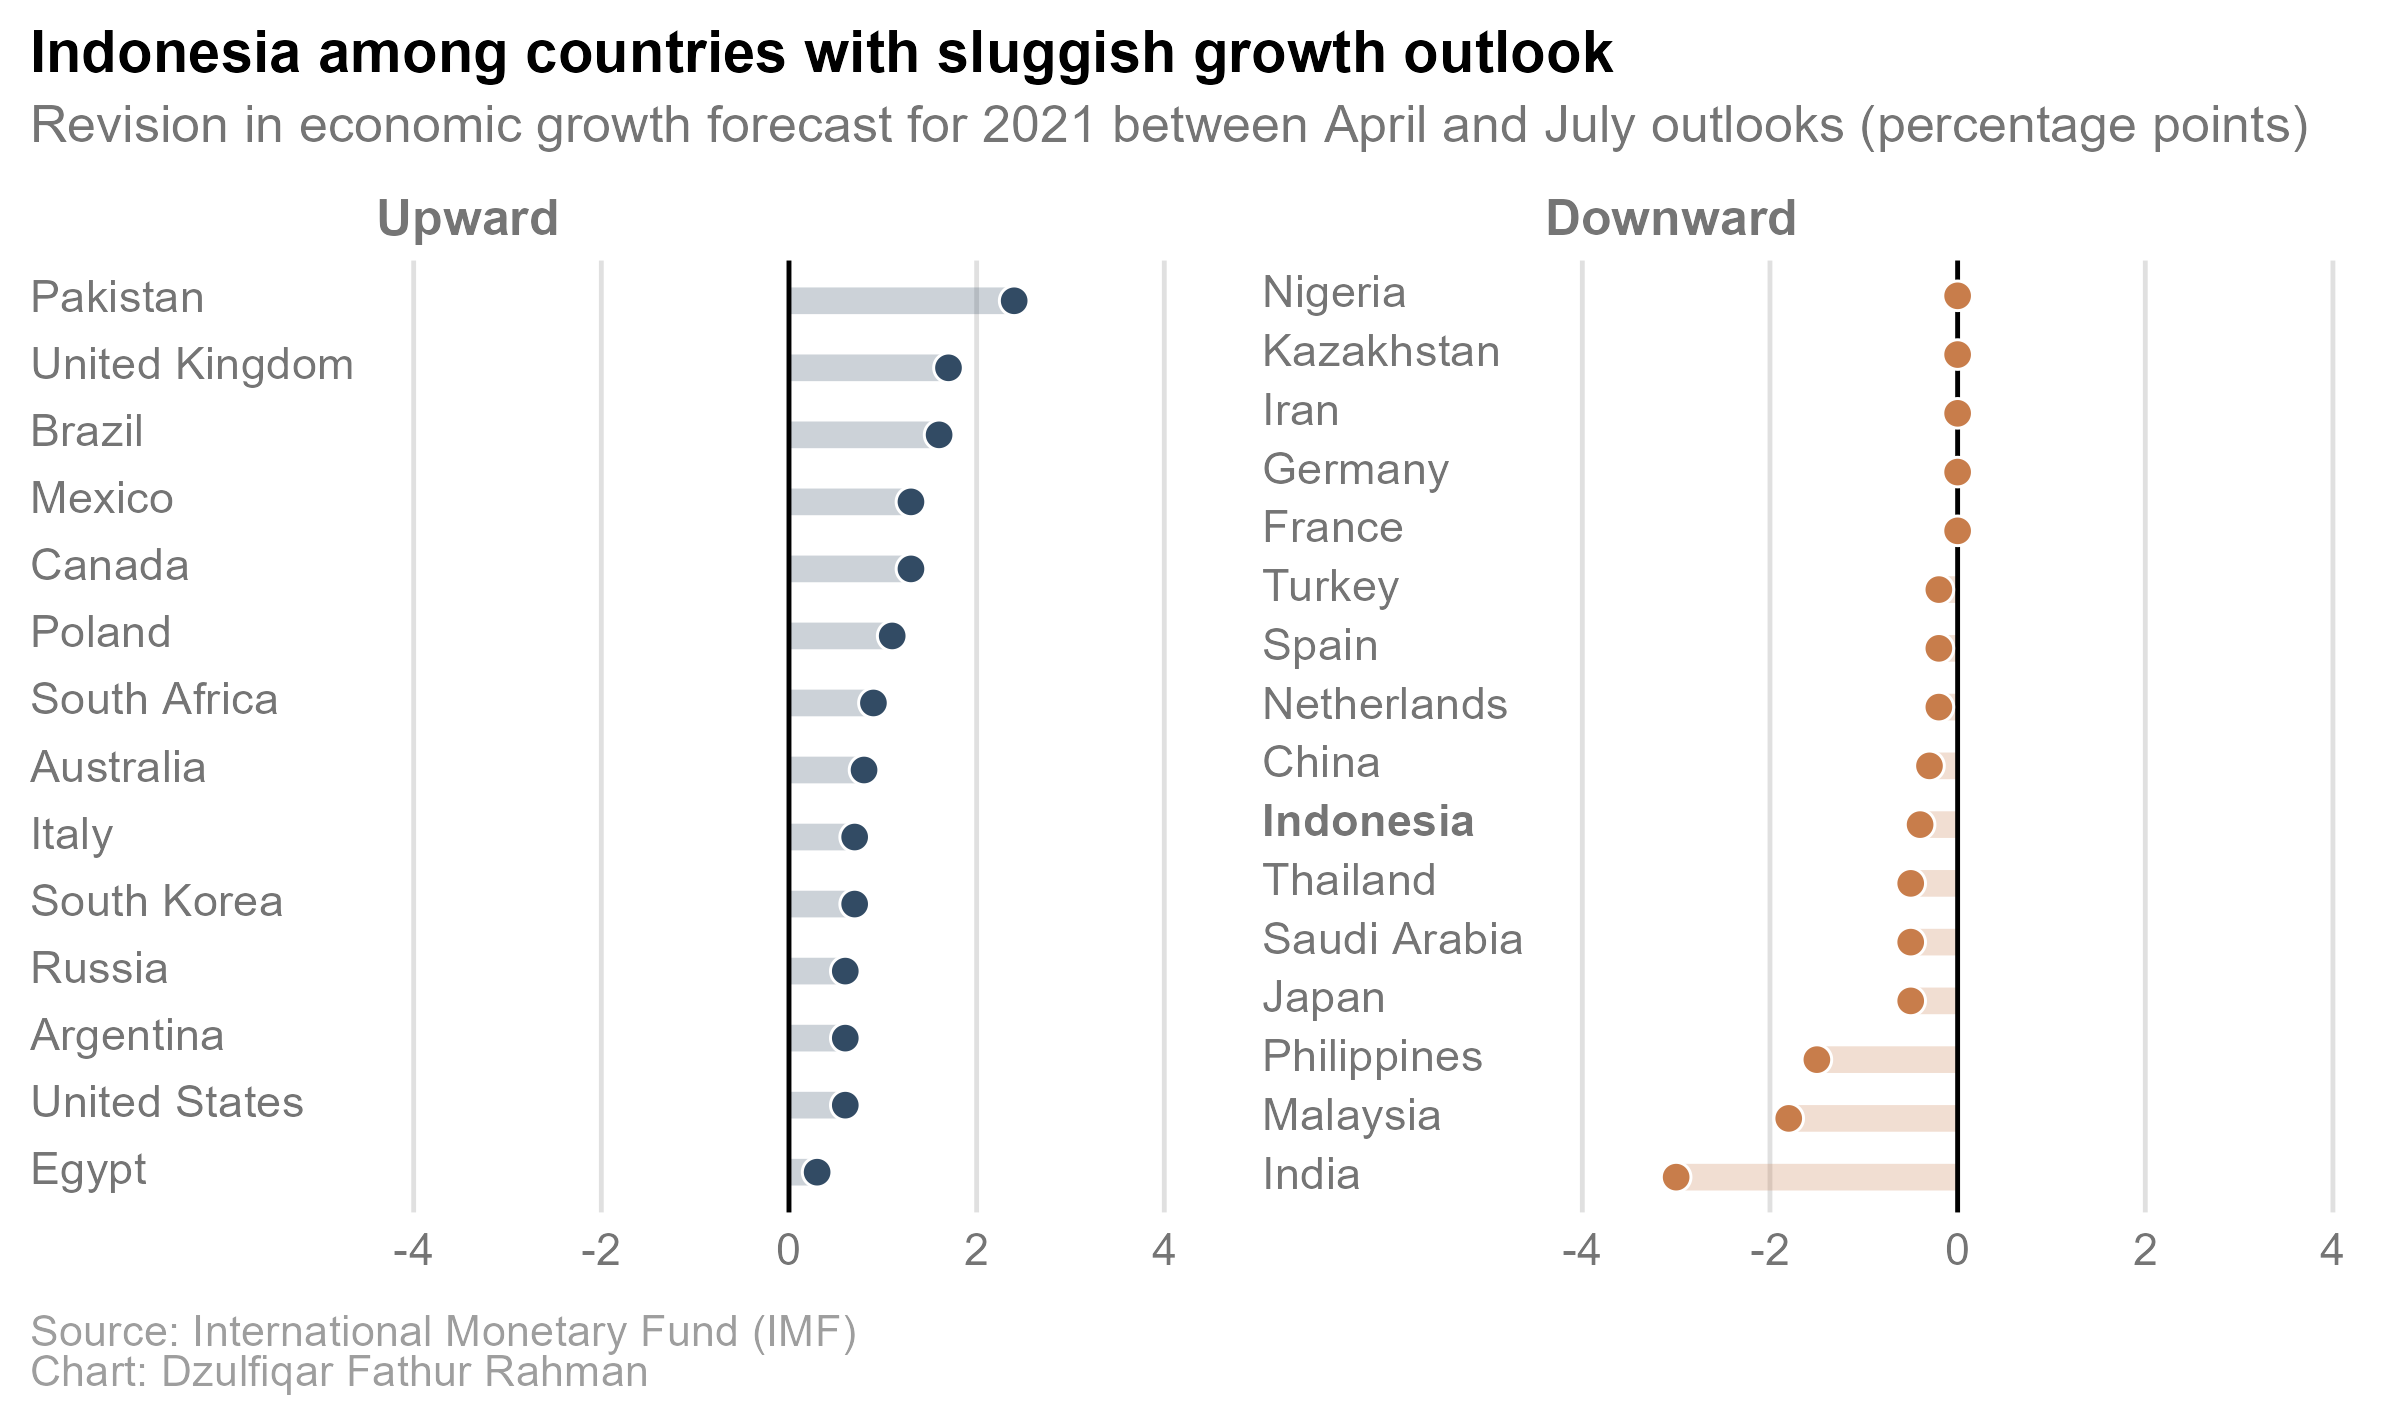 Indonesia among countries with sluggish growth outlook
Revision in economic growth forecast for 2021 between April and July outlooks (percentage points)
Upward
Pakistan
United Kingdom
Brazil
Mexico
Canada
Poland
South Africa
Australia
Italy
South Korea
Russia
Argentina
United States
Egypt
-4 -2 0 2 4
Downward
Nigeria
Kazakhstan
Iran
Germany
France
Turkey
Spain
Netherlands
China
Indonesia
Thailand
Saudi Arabia
Japan
Philippines
Malaysia
India
-4 -2 0 2 4
Source: International Monetary Fund (IMF)
Chart: Dzulfiqar Fathur Rahman